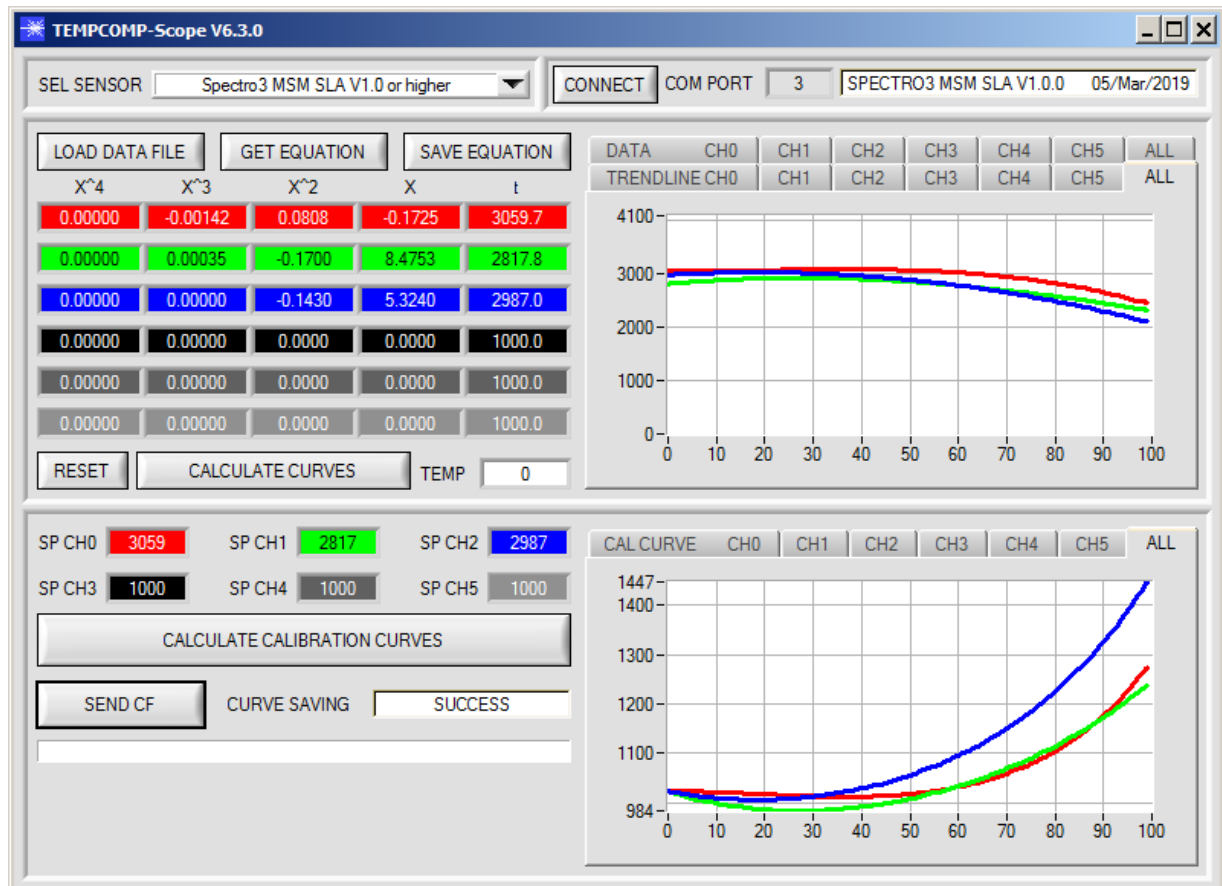 TEMPCOMP-Scope V6.3.0
SEL SENSOR Spectro3 MSM SLA V1.0 or higher CONNECT COM PORT 3 SPECTRO3 MSM SLA V1.0.0 05/Mar/2019
LOAD DATA FILE GET EQUATION SAVE EQUATION
X^4 X^3 X^2 X t
0.00000 -0.00142 0.0808 -0.1725 3059.7
0.00000 0.00035 -0.1700 8.4753 2817.8
0.00000 0.00000 -0.1430 5.3240 2987.0
0.00000 0.00000 0.0000 0.0000 1000.0
0.00000 0.00000 0.0000 0.0000 1000.0
0.00000 0.00000 0.0000 0.0000 1000.0
RESET CALCULATE CURVES TEMP 0
DATA CH0 CH1 CH2 CH3 CH4 CH5 ALL
TRENDLINE CH0 CH1 CH2 CH3 CH4 CH5 ALL
4100
3000
2000
1000
0
0 10 20 30 40 50 60 70 80 90 100
SP CH0 3059 SP CH1 2817 SP CH2 2987
SP CH3 1000 SP CH4 1000 SP CH5 1000
CALCULATE CALIBRATION CURVES
SEND CF CURVE SAVING SUCCESS
CAL CURVE CH0 CH1 CH2 CH3 CH4 CH5 ALL
1447
1400
1300
1200
1100
984
0 10 20 30 40 50 60 70 80 90 100